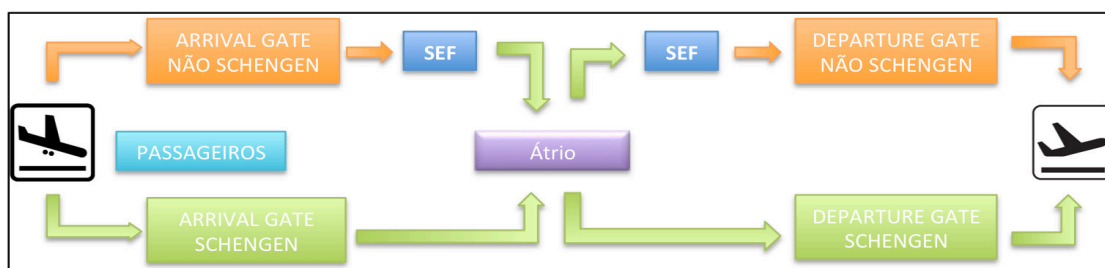 ARRIVAL GATE
NÃO SCHENGEN
SEF
SEF
DEPARTURE GATE
NÃO SCHENGEN
PASSAGEIROS
Átrio
ARRIVAL GATE
SCHENGEN
DEPARTURE GATE
SCHENGEN